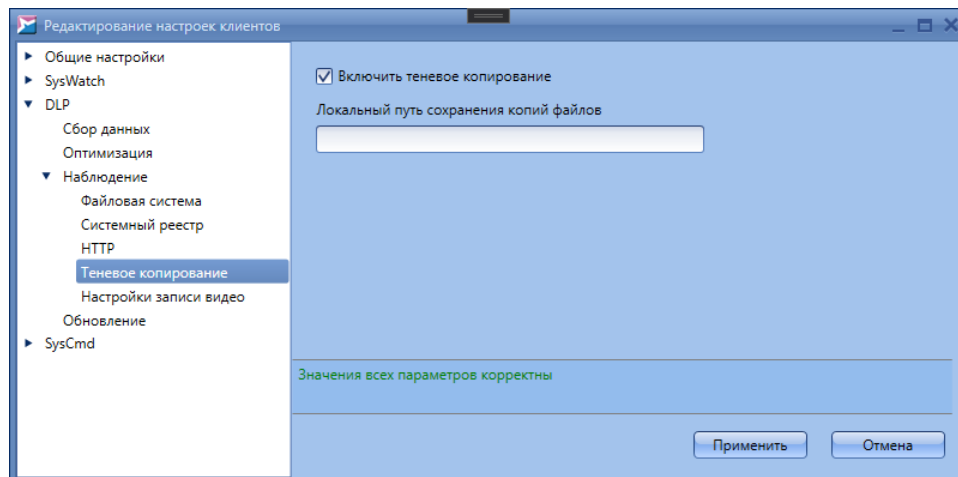 Редактирование настроек клиентов
Общие настройки
SysWatch
DLP
Сбор данных
Оптимизация
Наблюдение
Файловая система
Системный реестр
HTTP
Теневое копирование
Настройки записи видео
Обновление
SysCmd
Включить теневое копирование
Локальный путь сохранения копий файлов
Значения всех параметров корректны
Применить
Отмена